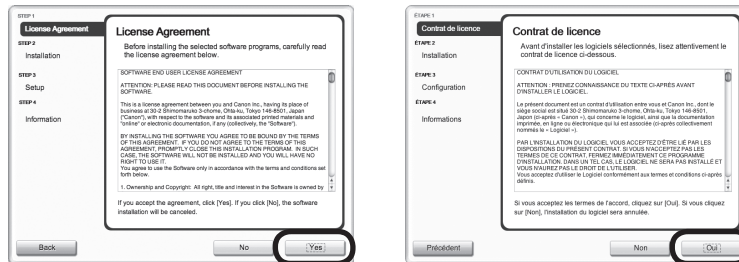 STEP 1
License Agreement
STEP 2
Installation
STEP 3
Setup
STEP 4
Information
License Agreement
Before installing the selected software programs, carefully read
the license agreement below.
SOFTWARE END USER LICENSE AGREEMENT
ATTENTION: PLEASE READ THIS DOCUMENT BEFORE INSTALLING THE
SOFTWARE.
This is a license agreement between you and Canon Inc., having its place of
business at 30-2 Shimomaruko 3-chome, Ohta-ku, Tokyo 146-8501, Japan
("Canon"), with respect to the software and its associated printed materials and
"online" or electronic documentation, if any (collectively, the "Software").
BY INSTALLING THE SOFTWARE YOU AGREE TO BE BOUND BY THE TERMS
OF THIS AGREEMENT. IF YOU DO NOT AGREE TO THE TERMS OF THIS
AGREEMENT, PROMPTLY CLOSE THIS INSTALLATION PROGRAM. IN SUCH
CASE, THE SOFTWARE WILL NOT BE INSTALLED AND YOU WILL HAVE NO
RIGHT TO USE IT.
You agree to use the Software only in accordance with the terms and conditions set
forth below.
1. Ownership and Copyright: All right, title and interest in the Software is owned by
If you accept the agreement, click [Yes]. If you click [No], the software
installation will be canceled.
Back
No
Yes
ÉTAPE 1
Contrat de licence
ÉTAPE 2
Installation
ÉTAPE 3
Configuration
ÉTAPE 4
Informations
Contrat de licence
Avant d'installer les logiciels sélectionnés, lisez attentivement le
contrat de licence ci-dessous.
CONTRAT D'UTILISATION DU LOGICIEL
ATTENTION : PRENEZ CONNAISSANCE DU TEXTE CI-APRÈS AVANT
D'INSTALLER LE LOGICIEL.
Le présent document est un contrat d'utilisation entre vous et Canon Inc., dont le
siège social est situé 30-2 Shimomaruko 3-chome, Ohta-ku, Tokyo 146-8501,
Japon (ci-après « Canon »), qui concerne le logiciel, ainsi que la documentation
imprimée, en ligne ou électronique qui lui est associée (ci-après collectivement
nommés le « Logiciel »).
PAR L'INSTALLATION DU LOGICIEL, VOUS ACCEPTEZ D'ÊTRE LIÉ PAR LES
DISPOSITIONS DU PRÉSENT CONTRAT. SI VOUS N'ACCEPTEZ PAS LES
TERMES DE CE CONTRAT, FERMEZ IMMÉDIATEMENT CE PROGRAMME
D'INSTALLATION. DANS UN TEL CAS, LE LOGICIEL NE SERA PAS INSTALLÉ ET
VOUS N'AUREZ PAS LE DROIT DE L'UTILISER.
Vous acceptez d'utiliser le Logiciel conformément aux termes et conditions ci-après
définis.
Si vous acceptez les termes de l'accord, cliquez sur [Oui]. Si vous cliquez
sur [Non], l'installation du logiciel sera annulée.
Précédent
Non
Oui